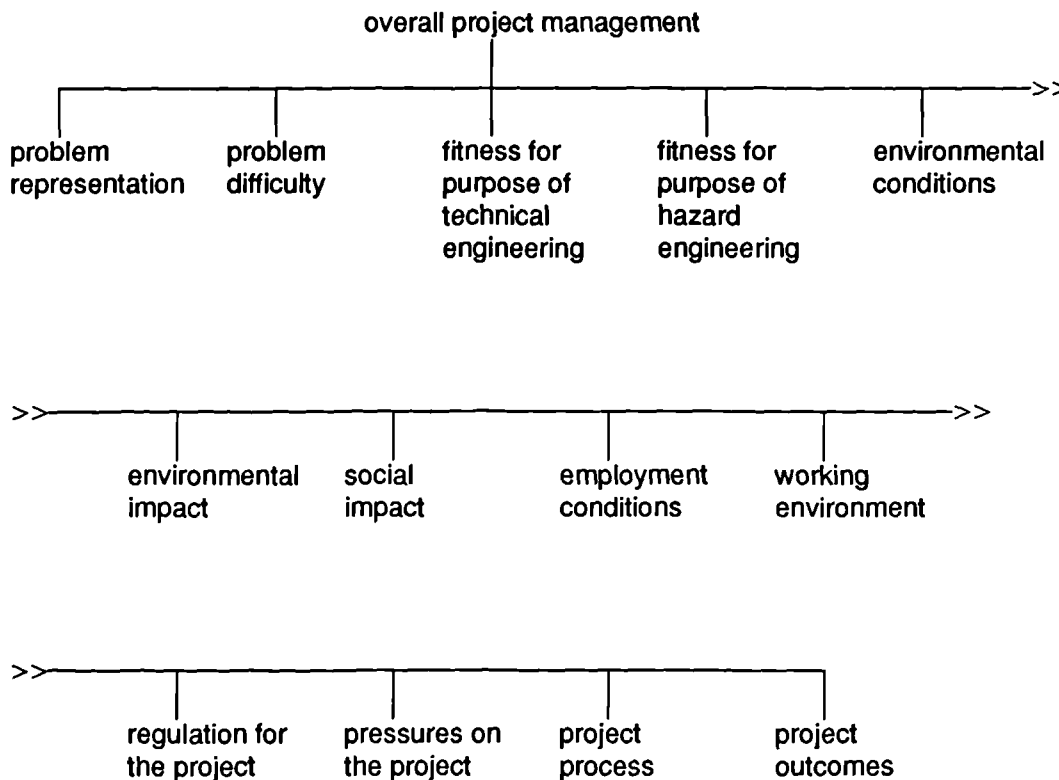 overall project management
>>
problem
representation
problem
difficulty
fitness for
purpose of
technical
engineering
fitness for
purpose of
hazard
engineering
environmental
conditions
>>
>>
environmental
impact
social
impact
employment
conditions
working
environment
>>
regulation for
the project
pressures on
the project
project
process
project
outcomes